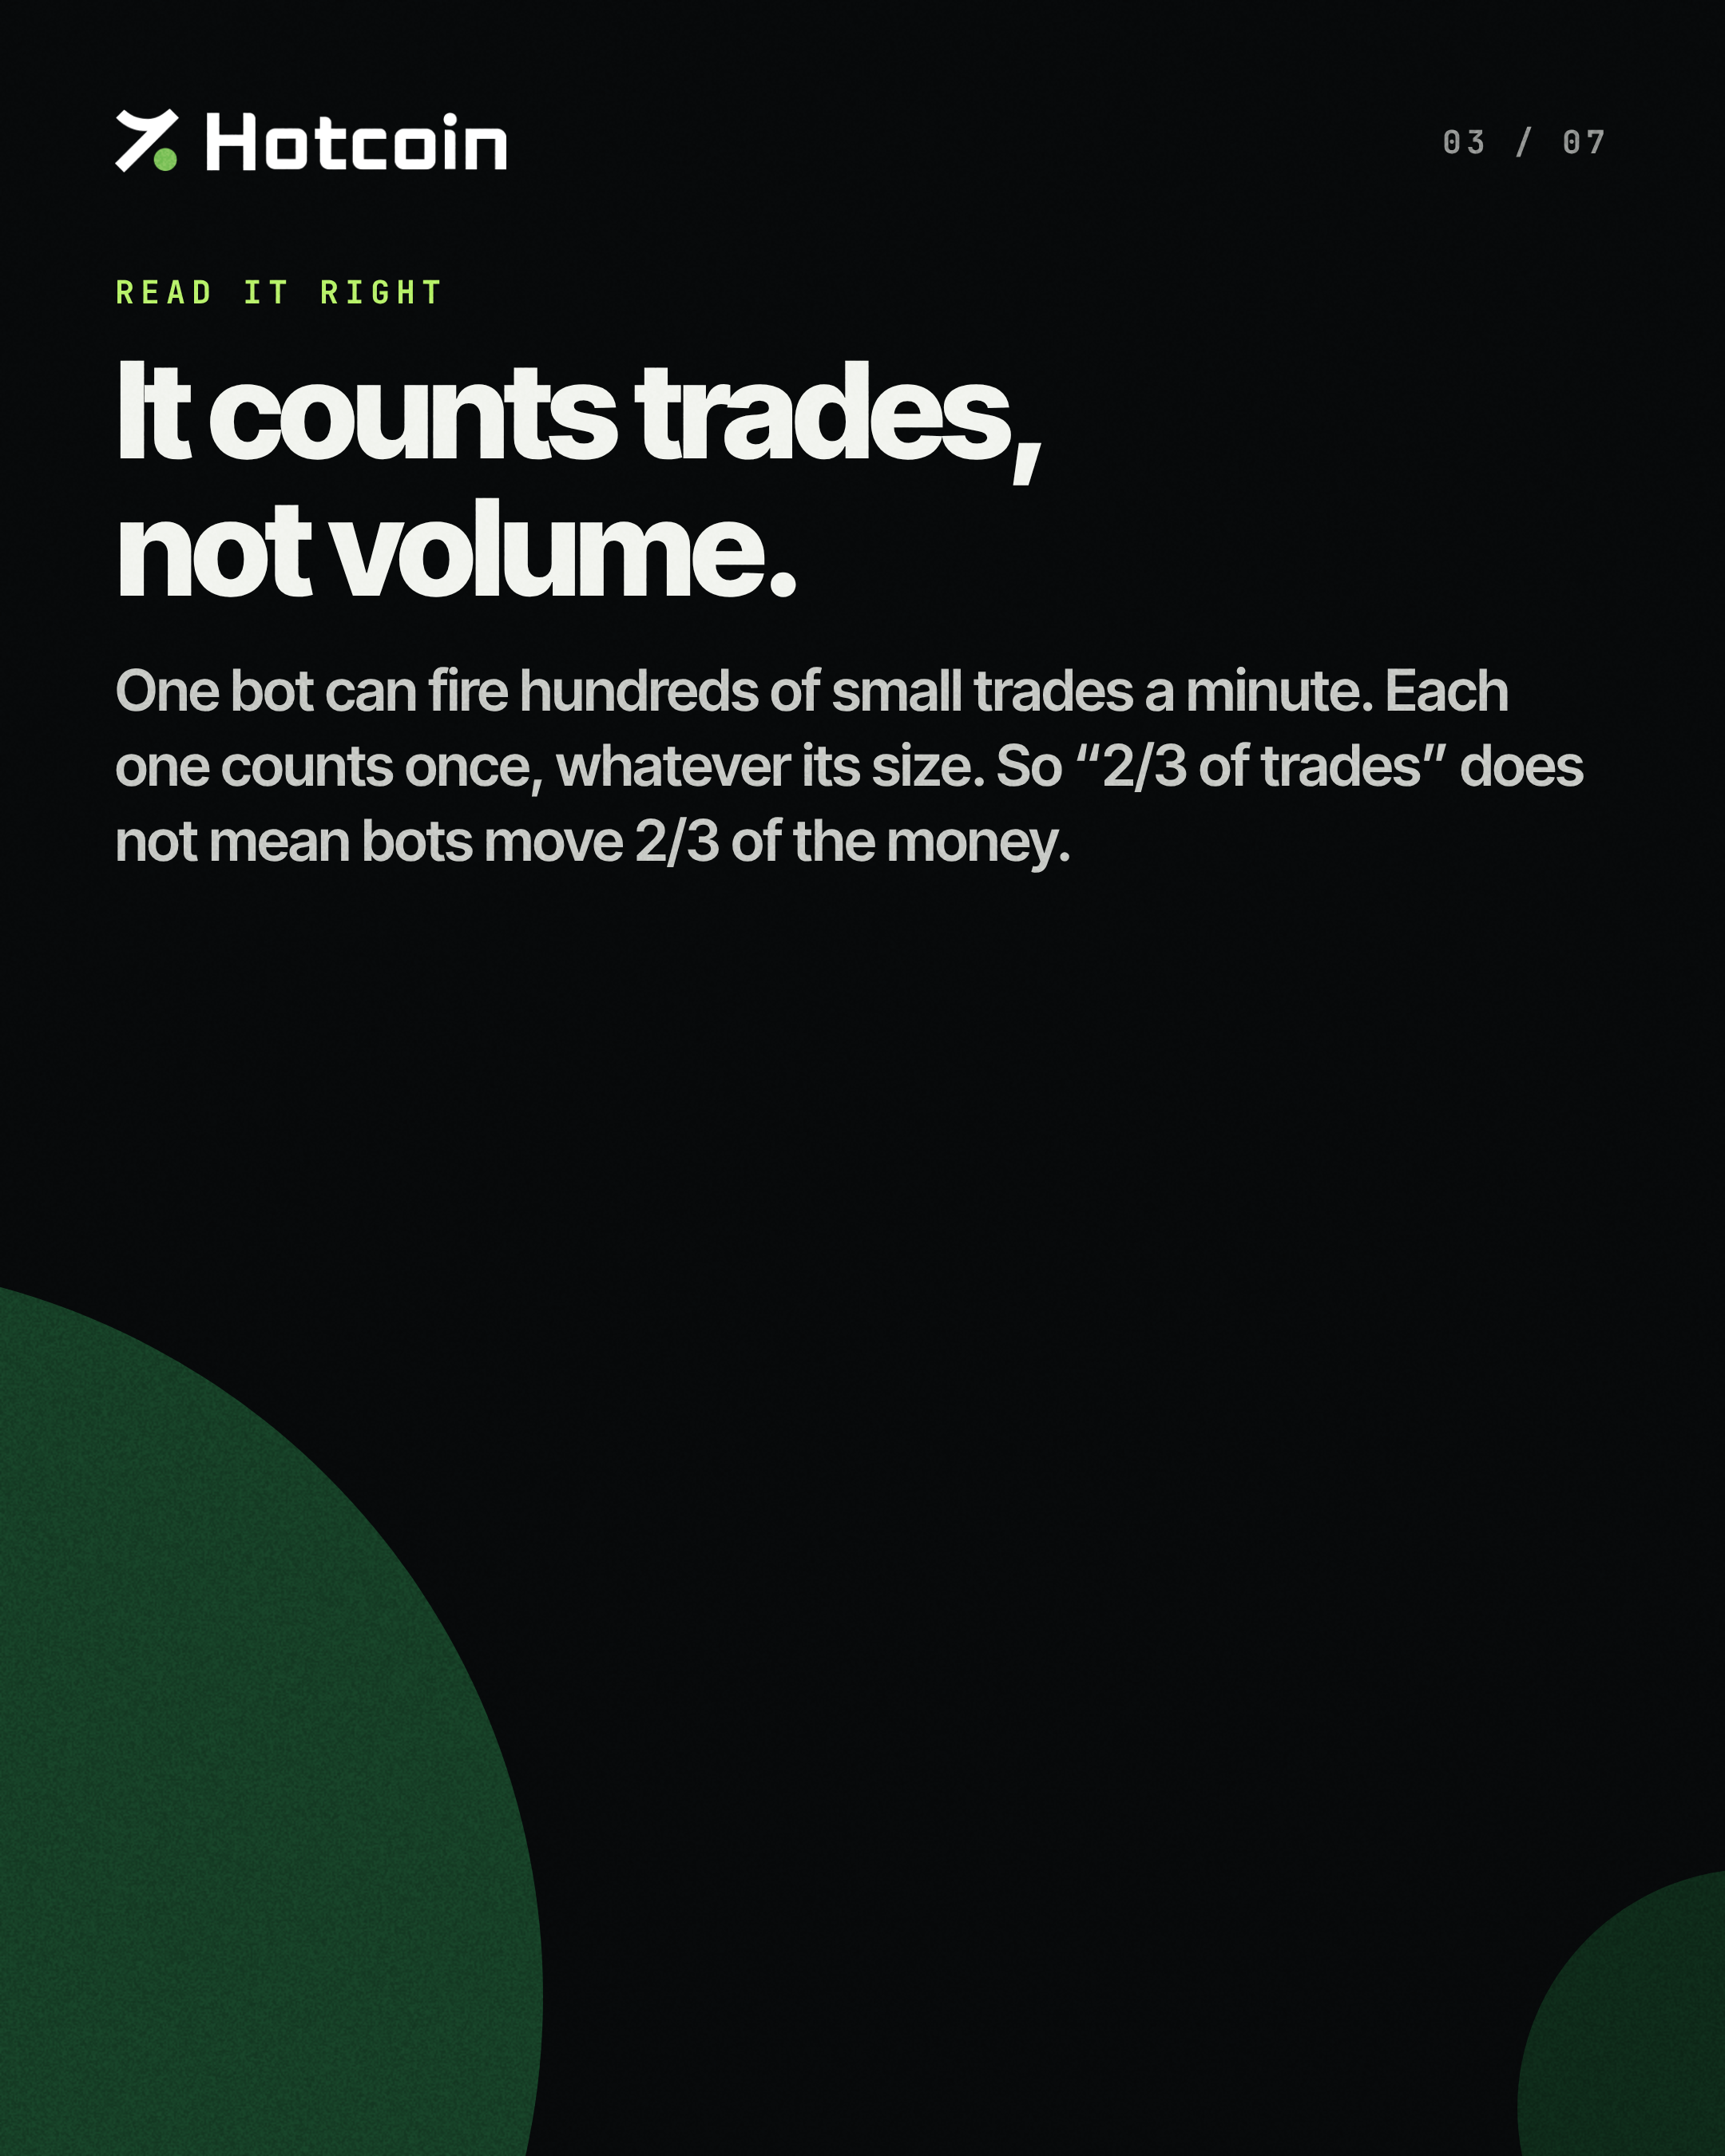 Hotcoin
03 / 07
READ IT RIGHT
It counts trades,
not volume.
One bot can fire hundreds of small trades a minute. Each
one counts once, whatever its size. So “2/3 of trades” does
not mean bots move 2/3 of the money.